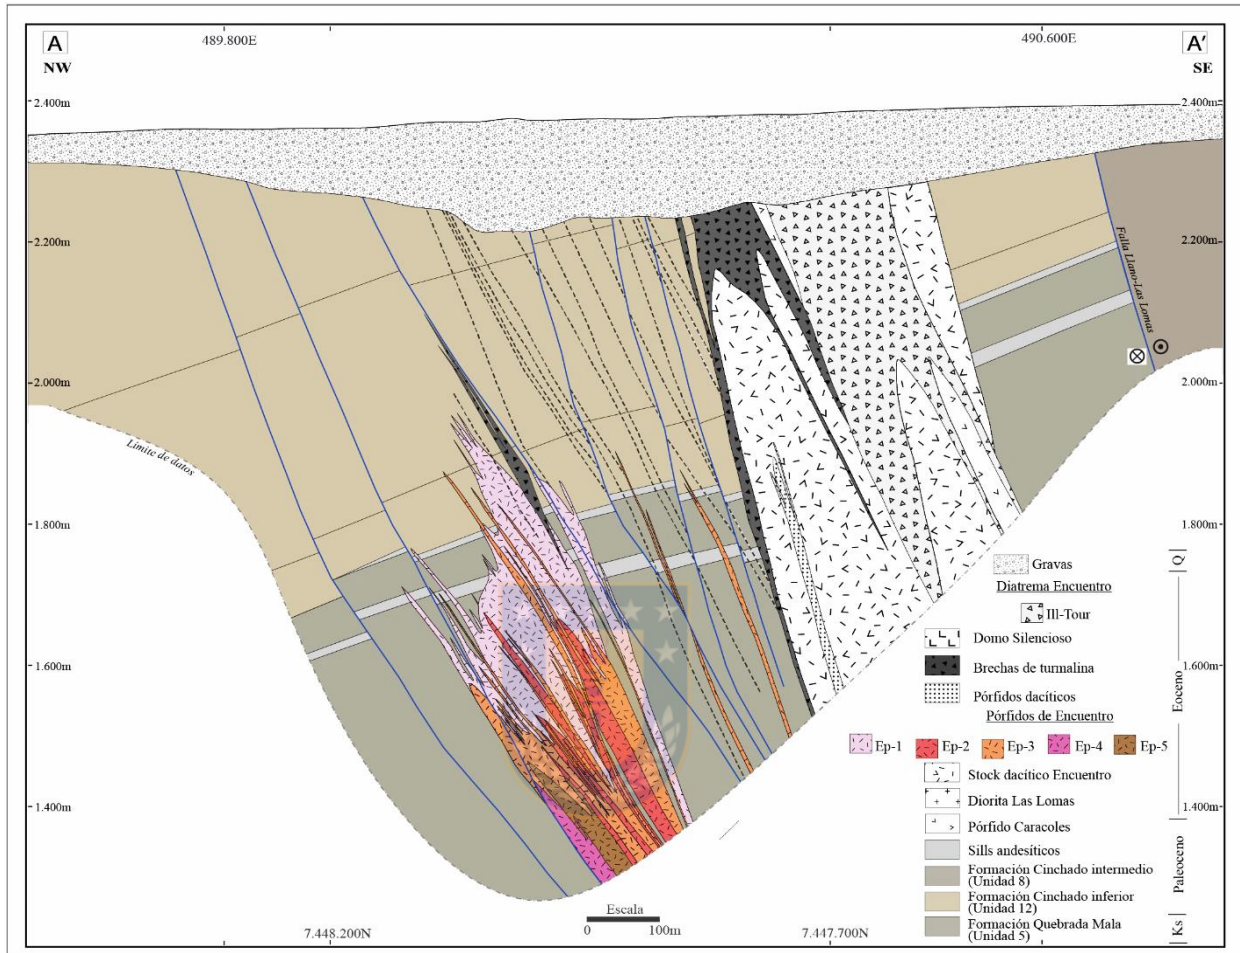 A
A'
489.800E
490.600E
NW
SE
2.400m
2.400m
2.200m
2.200m
Falla Llano-Las Lomas
2.000m
2.000m
Límite de datos
1.800m
1.800m
Gravas
Q
Diatrema Encuentro
Ill-Tour
Domo Silencioso
1.600m
1.600m
Brechas de turmalina
Eoceno
Pórfidos dacíticos
Pórfidos de Encuentro
Ep-1
Ep-2
Ep-3
Ep-4
Ep-5
Stock dacítico Encuentro
1.400m
1.400m
Diorita Las Lomas
Pórfido Caracoles
Sills andesíticos
Paleoceno
Formación Cinchado intermedio
(Unidad 8)
Formación Cinchado inferior
(Unidad 12)
Formación Quebrada Mala
(Unidad 5)
Ks
Escala
0 100m
7.448.200N
7.447.700N